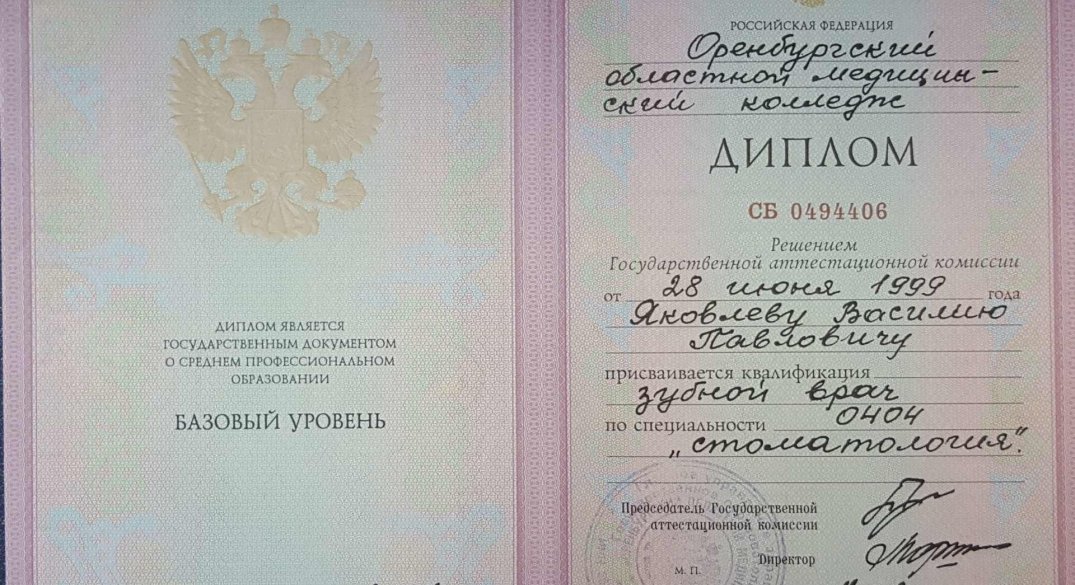 ДИПЛОМ ЯВЛЯЕТСЯ
ГОСУДАРСТВЕННЫМ ДОКУМЕНТОМ
О СРЕДНЕМ ПРОФЕССИОНАЛЬНОМ
ОБРАЗОВАНИИ
БАЗОВЫЙ УРОВЕНЬ
РОССИЙСКАЯ ФЕДЕРАЦИЯ
Оренбургский
областной медицин-
ский колледж
ДИПЛОМ
СБ 0494406
Решением
Государственной аттестационной комиссии
от 28 июня 1999 года
Яковлеву Василию
Павловичу
присваивается квалификация
зубной врач
по специальности 0404
„стоматология".
Председатель Государственной
аттестационной комиссии
Директор
М. П.